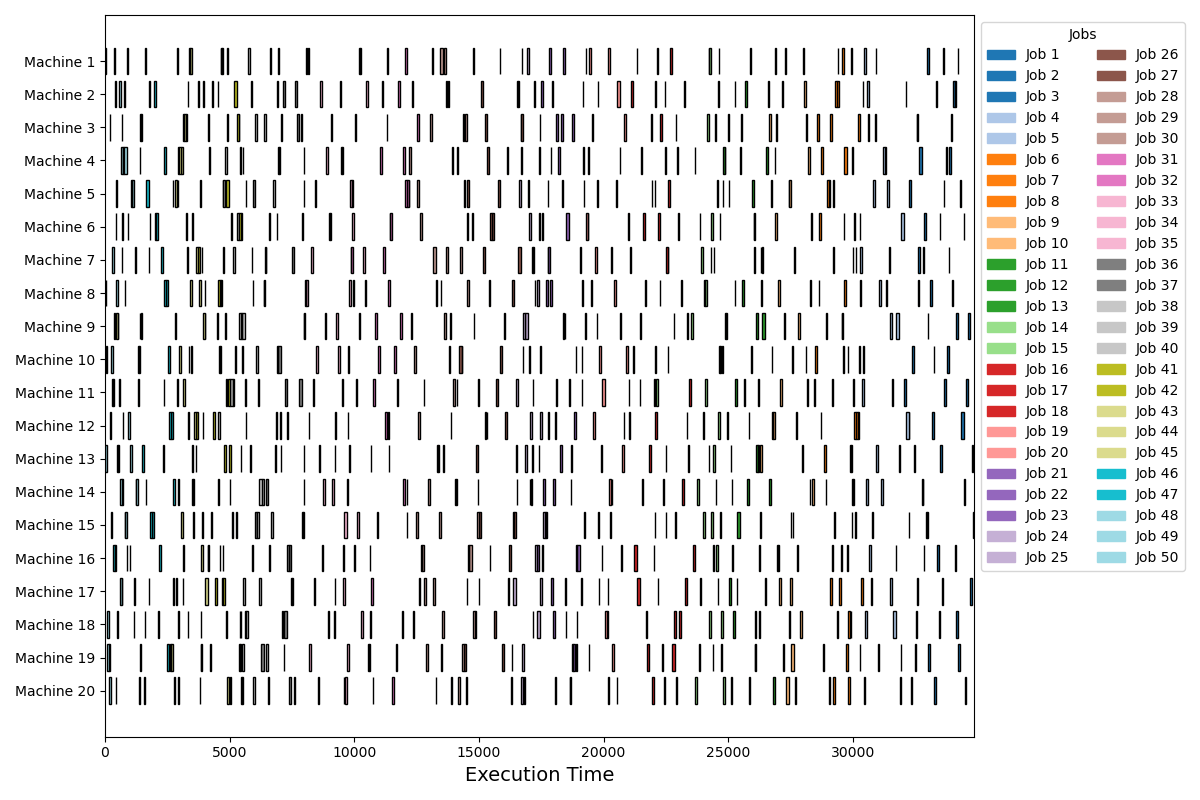 Machine 1
Machine 2
Machine 3
Machine 4
Machine 5
Machine 6
Machine 7
Machine 8
Machine 9
Machine 10
Machine 11
Machine 12
Machine 13
Machine 14
Machine 15
Machine 16
Machine 17
Machine 18
Machine 19
Machine 20
0 5000 10000 15000 20000 25000 30000
Execution Time
Jobs
Job 1
Job 2
Job 3
Job 4
Job 5
Job 6
Job 7
Job 8
Job 9
Job 10
Job 11
Job 12
Job 13
Job 14
Job 15
Job 16
Job 17
Job 18
Job 19
Job 20
Job 21
Job 22
Job 23
Job 24
Job 25
Job 26
Job 27
Job 28
Job 29
Job 30
Job 31
Job 32
Job 33
Job 34
Job 35
Job 36
Job 37
Job 38
Job 39
Job 40
Job 41
Job 42
Job 43
Job 44
Job 45
Job 46
Job 47
Job 48
Job 49
Job 50